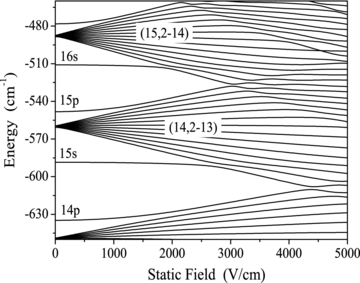 Energy (cm⁻¹)
-480
-510
-540
-570
-600
-630
(15,2-14)
16s
15p
(14,2-13)
15s
14p
0 1000 2000 3000 4000 5000
Static Field (V/cm)